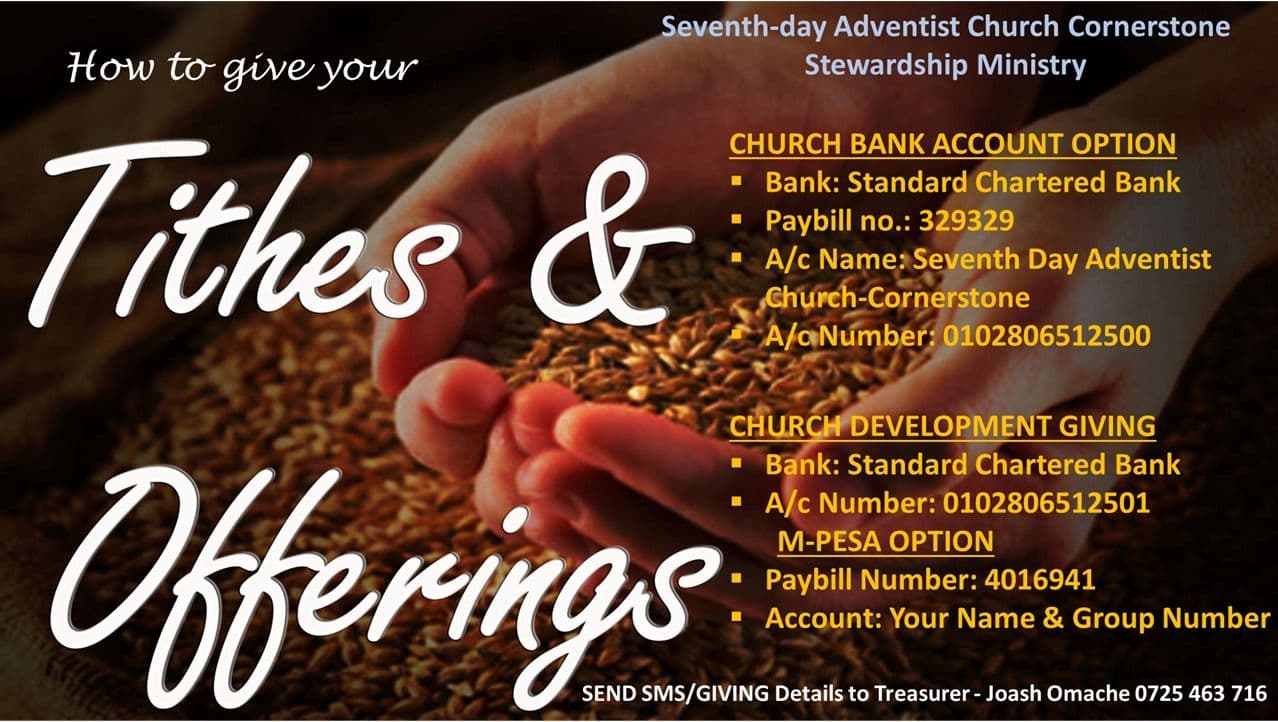 Seventh-day Adventist Church Cornerstone
Stewardship Ministry
How to give your
Tithes &
Offerings
CHURCH BANK ACCOUNT OPTION
▪ Bank: Standard Chartered Bank
▪ Paybill no.: 329329
▪ A/c Name: Seventh Day Adventist
Church-Cornerstone
▪ A/c Number: 0102806512500
CHURCH DEVELOPMENT GIVING
▪ Bank: Standard Chartered Bank
▪ A/c Number: 0102806512501
M-PESA OPTION
▪ Paybill Number: 4016941
▪ Account: Your Name & Group Number
SEND SMS/GIVING Details to Treasurer - Joash Omache 0725 463 716